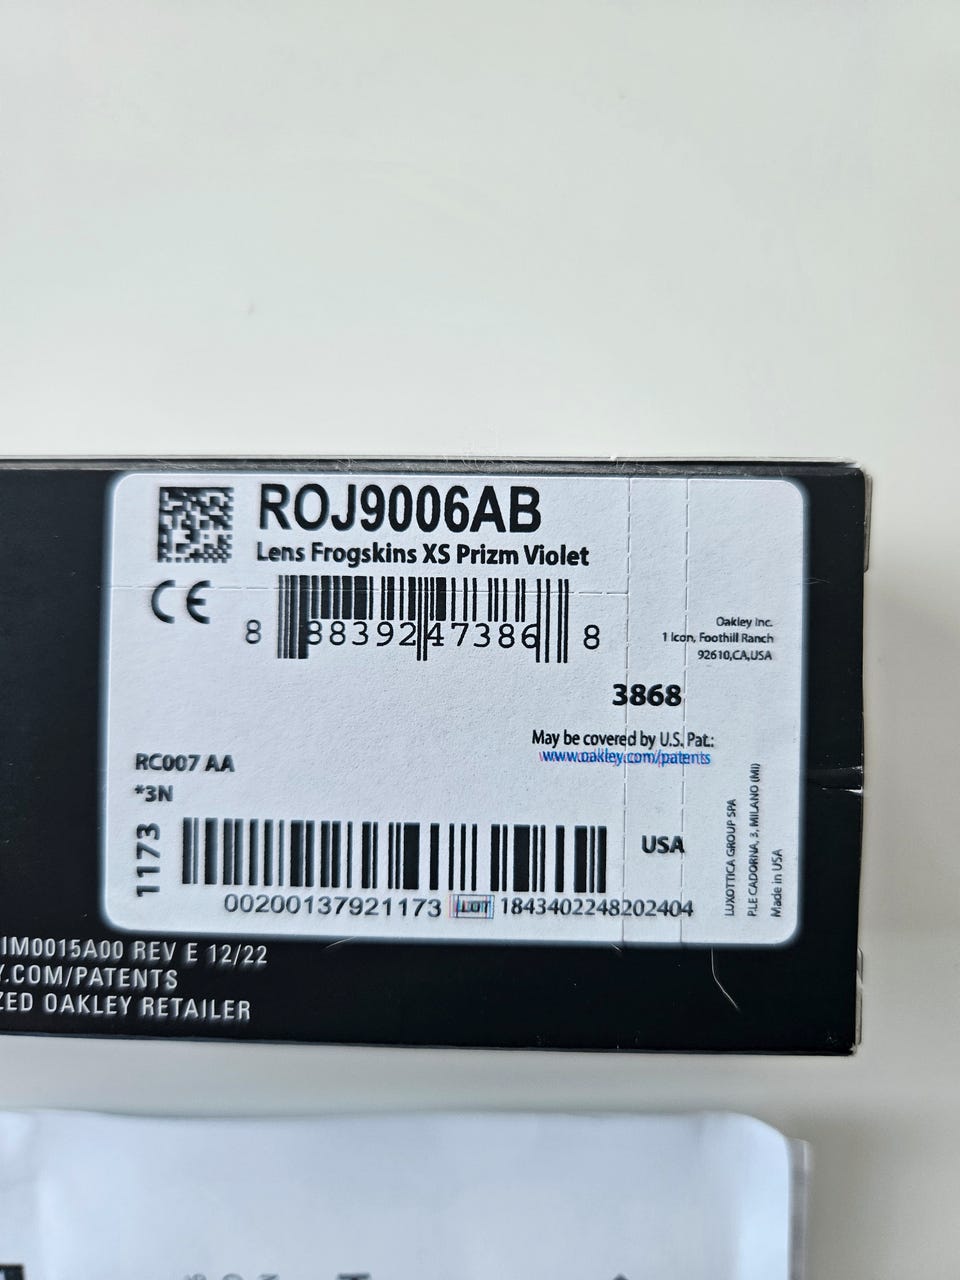 ROJ9006AB
Lens Frogskins XS Prizm Violet
CE
8 88392 47386 8
Oakley Inc.
1 Icon, Foothill Ranch
92610,CA,USA
3868
May be covered by U.S. Pat.:
www.oakley.com/patents
RC007 AA
*3N
1173
USA
00200137921173 LOT 1843402248202404
LUXOTTICA GROUP SPA
P.LE CADORNA, 3, MILANO (MI)
Made in USA
IM0015A00 REV E 12/22
Y.COM/PATENTS
ZED OAKLEY RETAILER